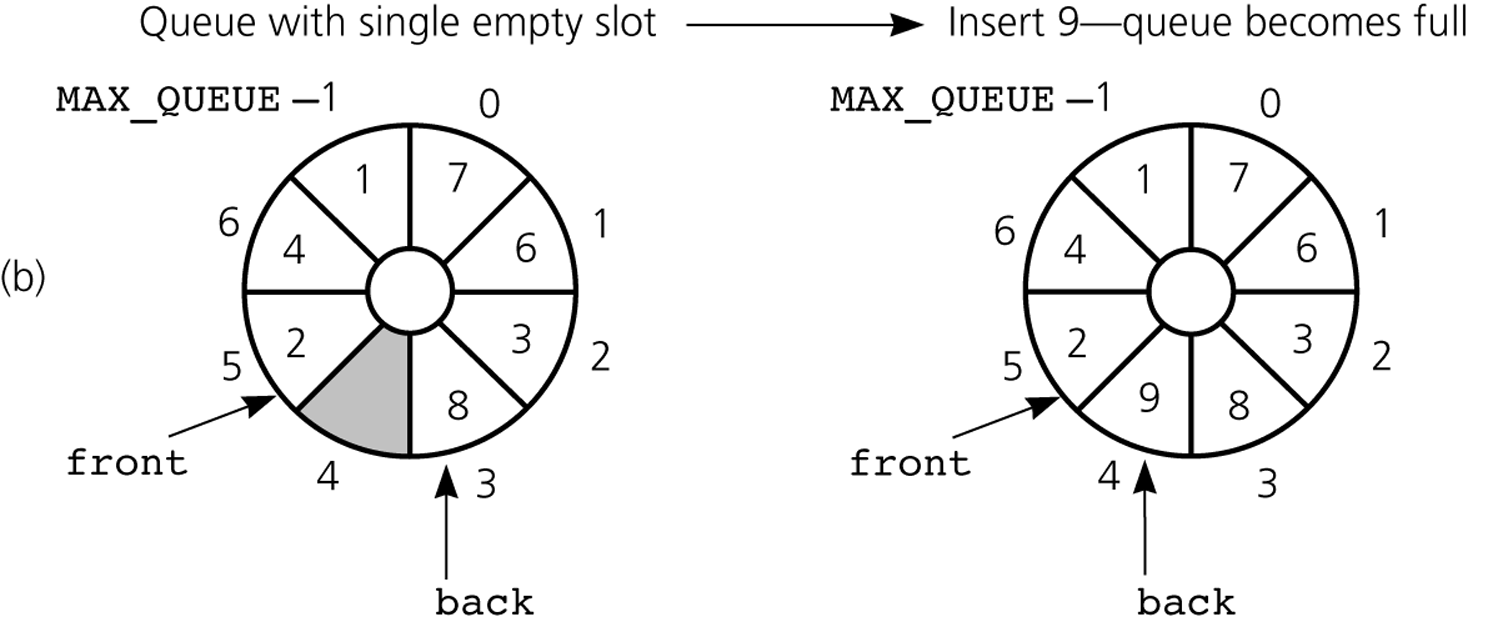 Queue with single empty slot Insert 9—queue becomes full
MAX_QUEUE –1 0 MAX_QUEUE –1 0
1 7 1 7
6 1 6 1
4 6 4 6
(b)
2 3 2 3
5 2 5 2
8 9 8
front 4 3 front 4 3
back back